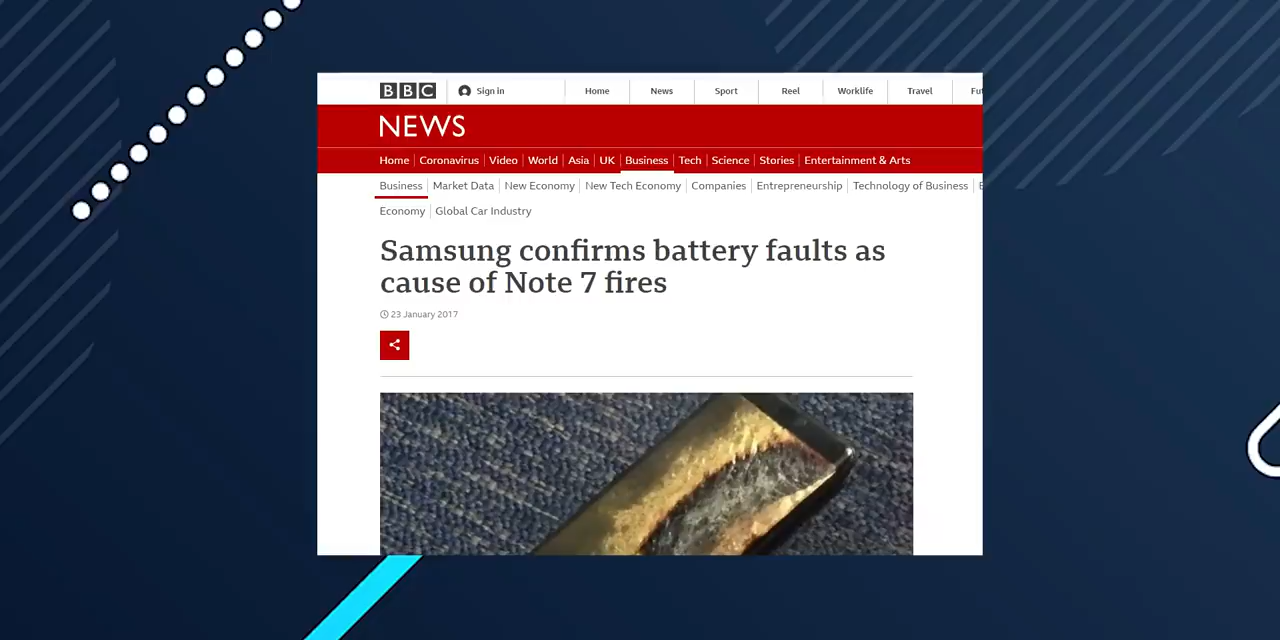 BBC Sign in Home News Sport Reel Worklife Travel
NEWS
Home Coronavirus Video World Asia UK Business Tech Science Stories Entertainment & Arts
Business Market Data New Economy New Tech Economy Companies Entrepreneurship Technology of Business
Economy Global Car Industry
Samsung confirms battery faults as
cause of Note 7 fires
23 January 2017